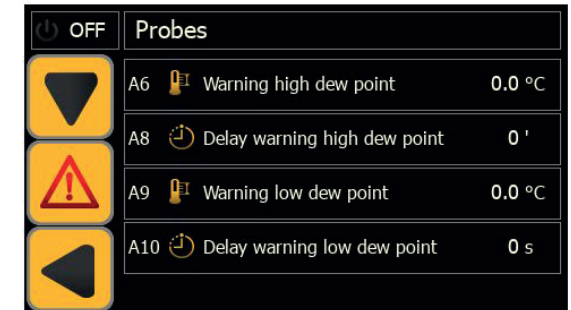 OFF Probes
A6 Warning high dew point 0.0 °C
A8 Delay warning high dew point 0 '
A9 Warning low dew point 0.0 °C
A10 Delay warning low dew point 0 s